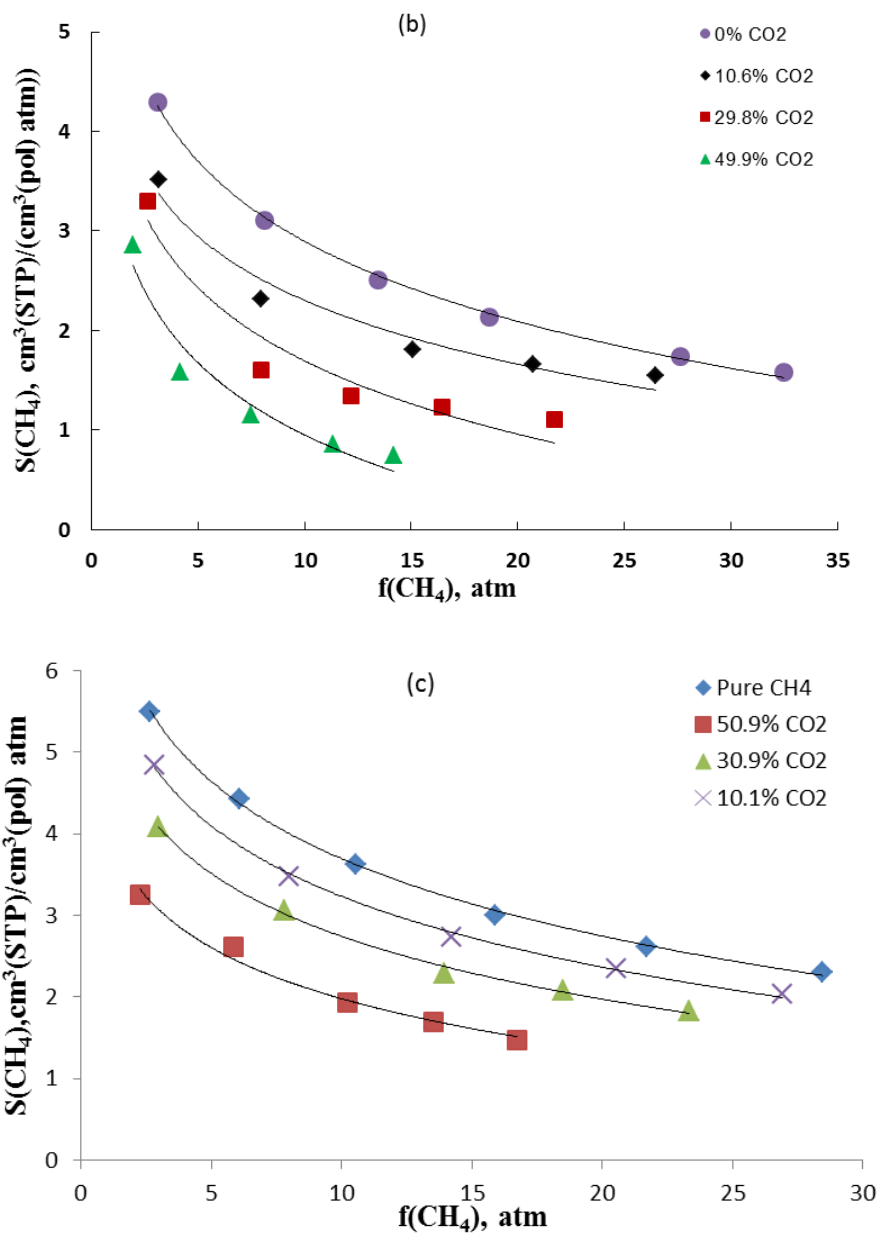 (b)
5
4
3
2
1
0
S(CH₄), cm³(STP)/(cm³(pol) atm))
0% CO2
10.6% CO2
29.8% CO2
49.9% CO2
0 5 10 15 20 25 30 35
f(CH₄), atm
(c)
6
5
4
3
2
1
0
S(CH₄),cm³(STP)/cm³(pol) atm
Pure CH4
50.9% CO2
30.9% CO2
10.1% CO2
0 5 10 15 20 25 30
f(CH₄), atm